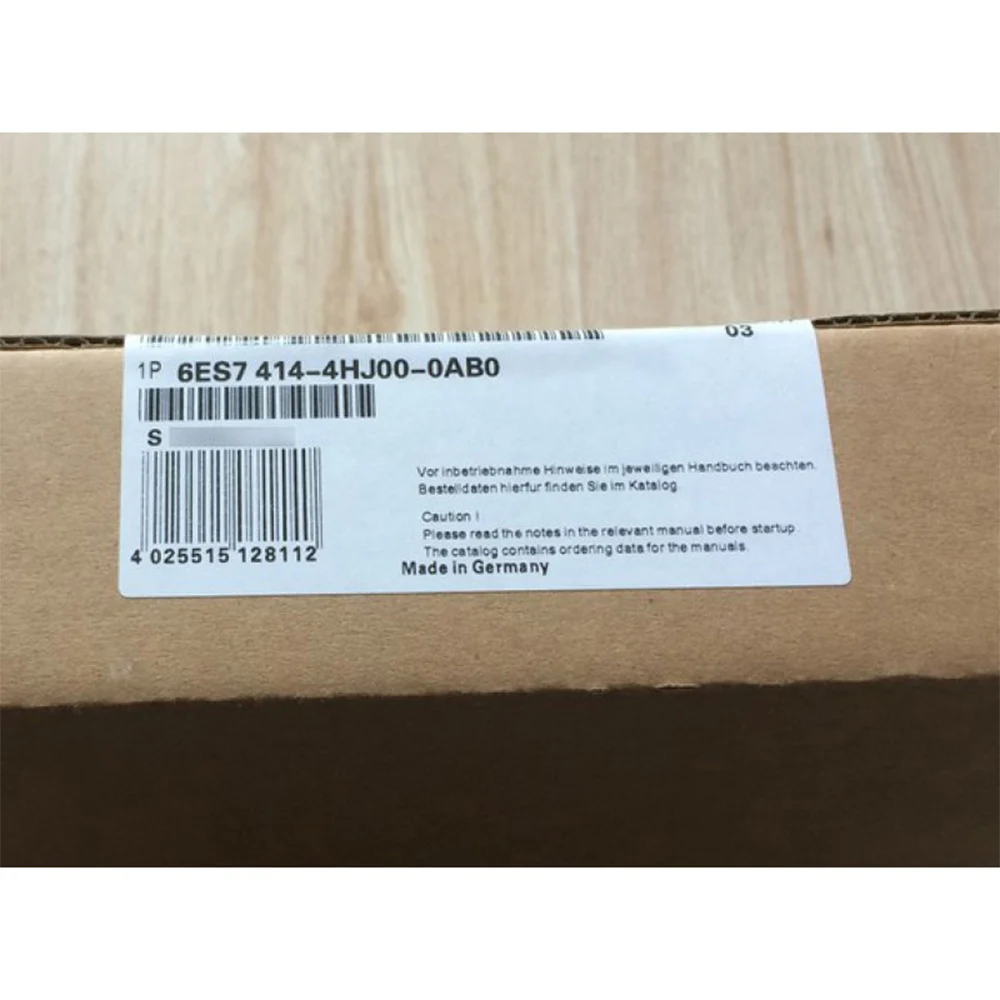 03
1P 6ES7 414-4HJ00-0AB0
S
4 025515 128112
Vor inbetriebnahme Hinweise im jeweiligen Handbuch beachten.
Bestelldaten hierfur finden Sie im Katalog.
Caution !
Please read the notes in the relevant manual before startup.
The catalog contains ordering data for the manuals.
Made in Germany